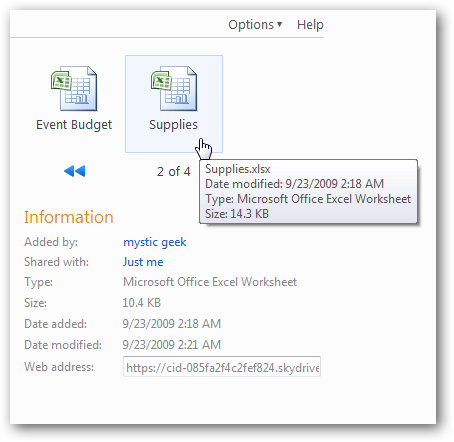 Options ▾ Help
Event Budget Supplies
2 of 4
Supplies.xlsx
Date modified: 9/23/2009 2:18 AM
Type: Microsoft Office Excel Worksheet
Size: 14.3 KB
Information
Added by: mystic geek
Shared with: Just me
Type: Microsoft Office Excel Worksheet
Size: 10.4 KB
Date added: 9/23/2009 2:18 AM
Date modified: 9/23/2009 2:21 AM
Web address: https://cid-085fa2f4c2fef824.skydrive